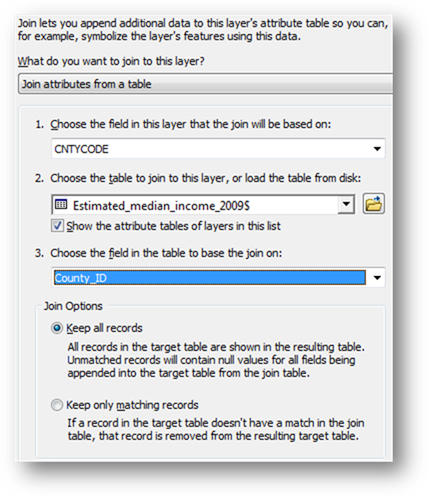 Join lets you append additional data to this layer's attribute table so you can,
for example, symbolize the layer's features using this data.
What do you want to join to this layer?
Join attributes from a table
1. Choose the field in this layer that the join will be based on:
CNTYCODE
2. Choose the table to join to this layer, or load the table from disk:
Estimated_median_income_2009$
Show the attribute tables of layers in this list
3. Choose the field in the table to base the join on:
County_ID
Join Options
Keep all records
All records in the target table are shown in the resulting table.
Unmatched records will contain null values for all fields being
appended into the target table from the join table.
Keep only matching records
If a record in the target table doesn't have a match in the join
table, that record is removed from the resulting target table.